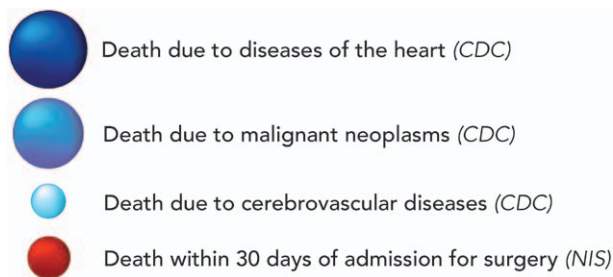 Death due to diseases of the heart (CDC)
Death due to malignant neoplasms (CDC)
Death due to cerebrovascular diseases (CDC)
Death within 30 days of admission for surgery (NIS)